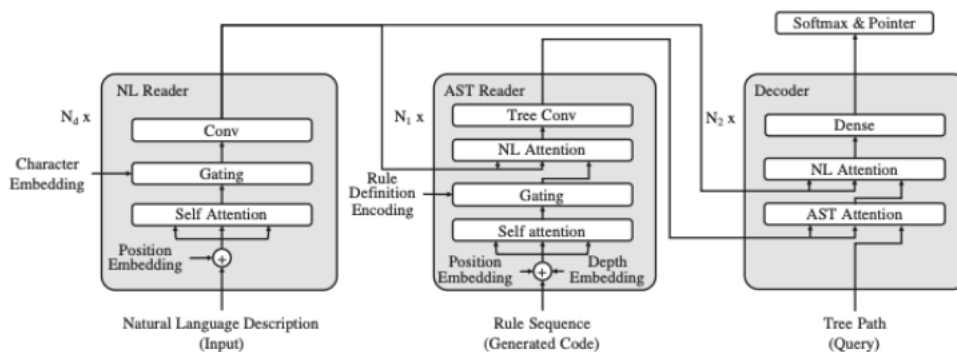 Softmax & Pointer
NL Reader
N_d x
Conv
Character
Embedding
Gating
Self Attention
Position
Embedding
+
Natural Language Description
(Input)
AST Reader
N_1 x
Tree Conv
NL Attention
Rule
Definition
Encoding
Gating
Self attention
Position
Embedding
+
Depth
Embedding
Rule Sequence
(Generated Code)
Decoder
N_2 x
Dense
NL Attention
AST Attention
Tree Path
(Query)